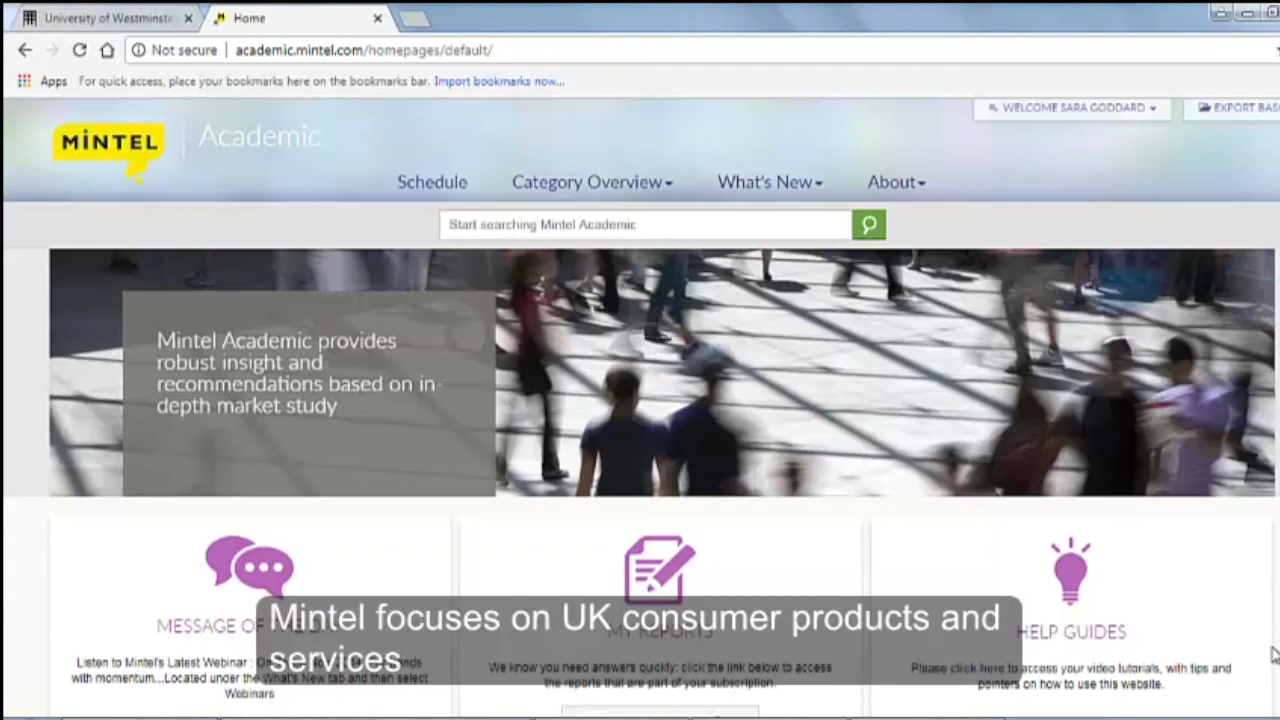 University of Westminste
Home
Not secure | academic.mintel.com/homepages/default/
Apps For quick access, place your bookmarks here on the bookmarks bar. Import bookmarks now...
WELCOME SARA GODDARD
EXPORT BAS
MiNTEL
Academic
Schedule Category Overview What's New About
Start searching Mintel Academic
Mintel Academic provides
robust insight and
recommendations based on in-
depth market study
MESSAGE OF
MY REPORTS
HELP GUIDES
Mintel focuses on UK consumer products and
services
Listen to Mintel's Latest Webinar
with momentum...Located under the What's New tab and then select
Webinars
We know you need answers quickly: click the link below to access
the reports that are part of your subscription.
Please click here to access your video tutorials, with tips and
pointers on how to use this website.